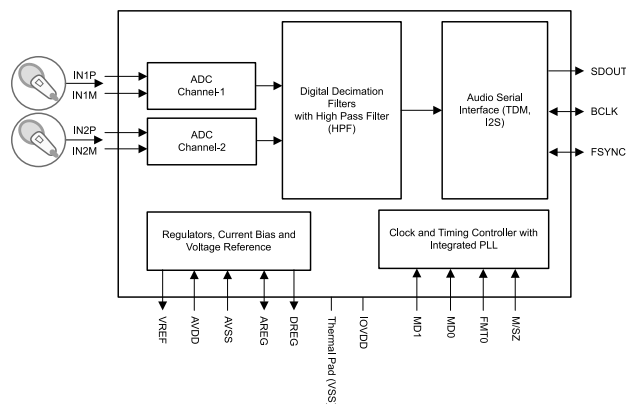 IN1P
IN1M
IN2P
IN2M
ADC
Channel-1
ADC
Channel-2
Digital Decimation
Filters
with High Pass Filter
(HPF)
Audio Serial
Interface (TDM,
I2S)
SDOUT
BCLK
FSYNC
Regulators, Current Bias and
Voltage Reference
Clock and Timing Controller with
Integrated PLL
VREF
AVDD
AVSS
AREG
DREG
Thermal Pad (VSS
IOVDD
MD1
MD0
FMT0
M/SZ